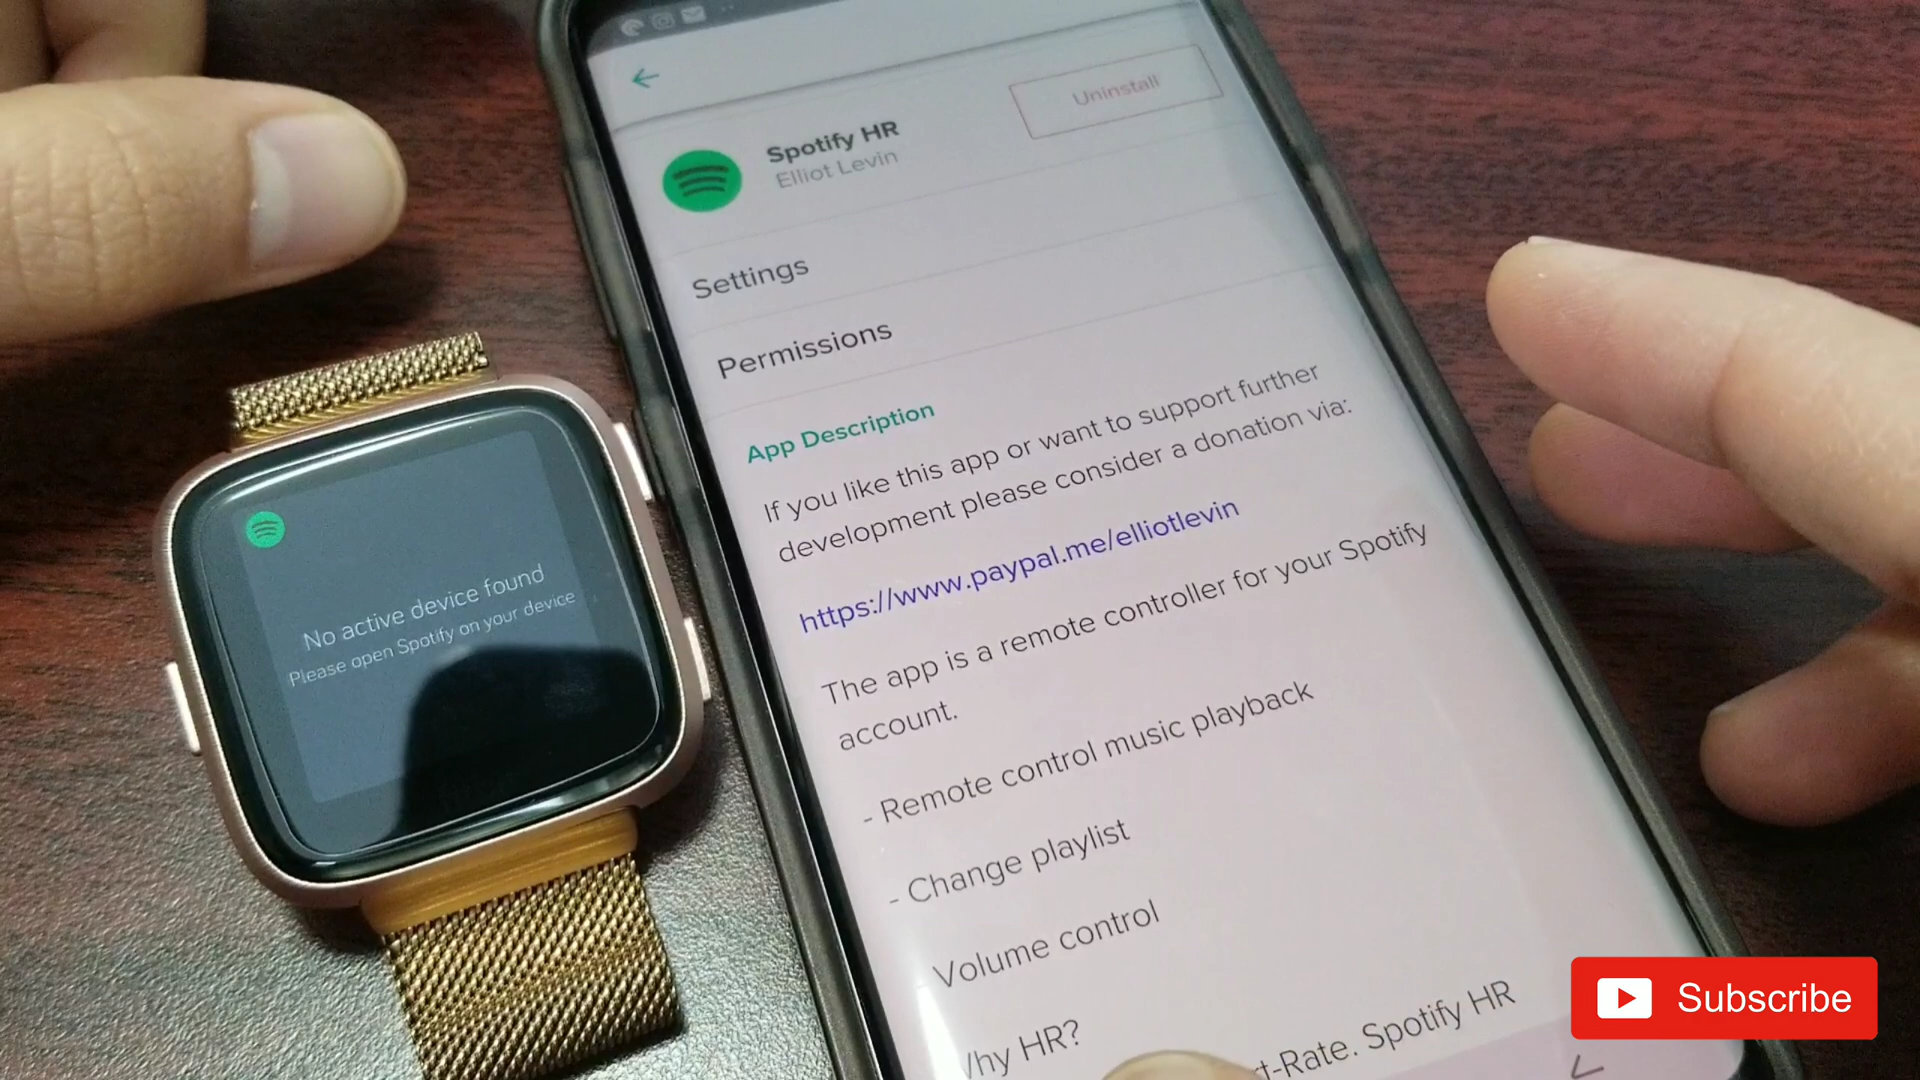 Uninstall
Spotify HR
Elliot Levin
Settings
Permissions
App Description
If you like this app or want to support further
development please consider a donation via:
https://www.paypal.me/elliotlevin
The app is a remote controller for your Spotify
account.
- Remote control music playback
- Change playlist
Volume control
HR?
Spotify HR
No active device found
Please open Spotify on your device
Subscribe